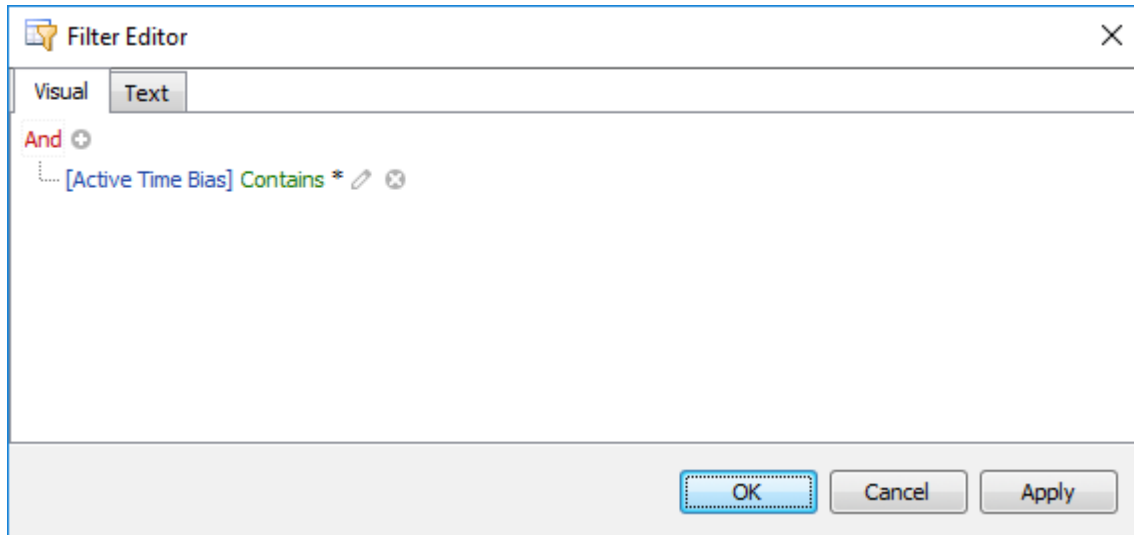 Filter Editor
Visual Text
And
[Active Time Bias] Contains *
OK Cancel Apply